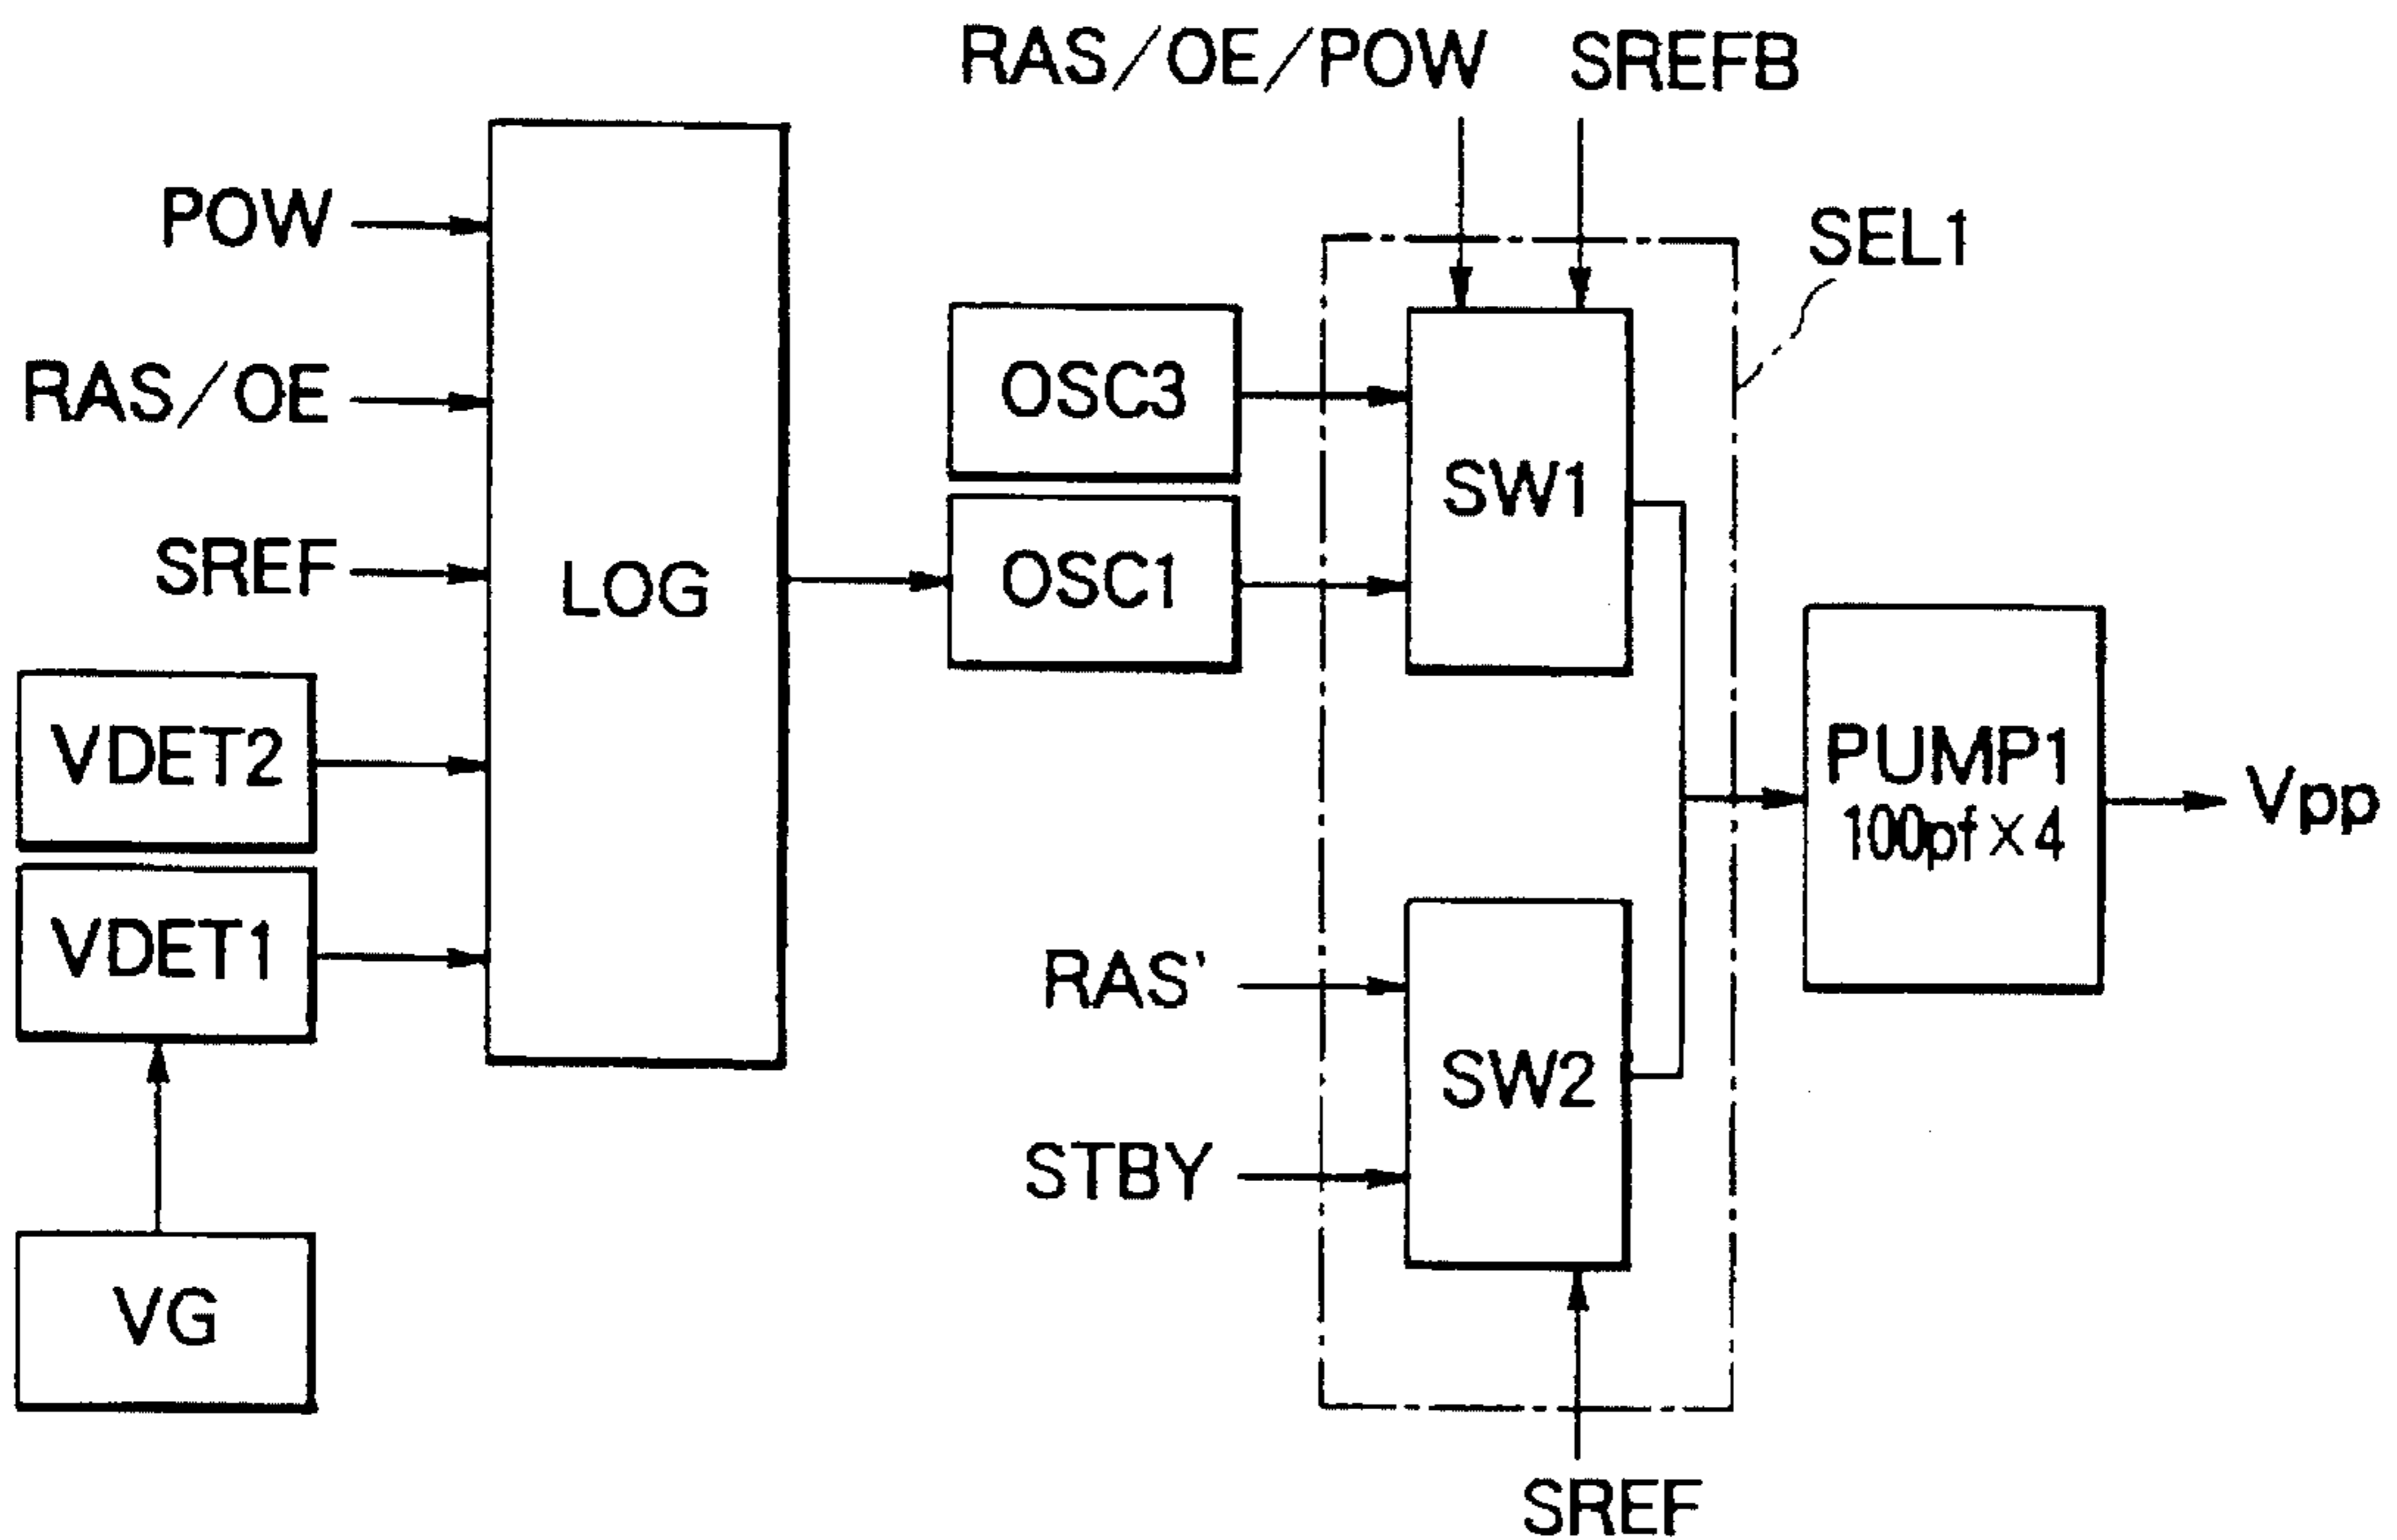 RAS/OE/POW
SREFB
POW
SEL1
RAS/OE
OSC3
SW1
SREF
LOG
OSC1
VDET2
PUMP1
100pf×4
Vpp
VDET1
RAS'
SW2
STBY
VG
SREF